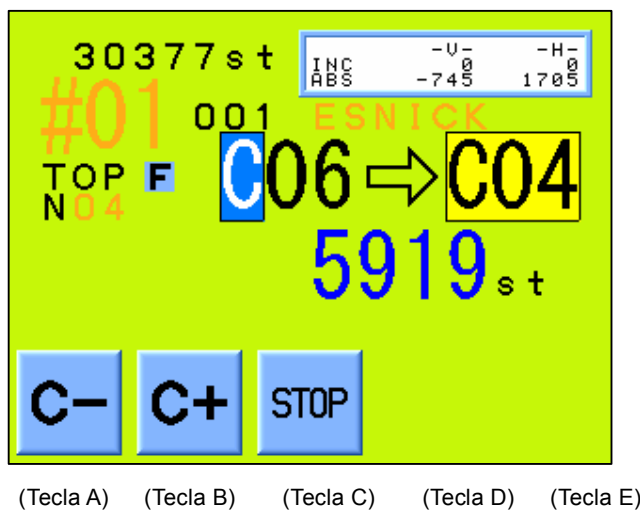 30377st
-V- -H-
INC 0 0
ABS -745 1705
#01 001 ESNICK
TOP F C06 ⇨ C04
N04
5919st
C- C+ STOP
(Tecla A) (Tecla B) (Tecla C) (Tecla D) (Tecla E)